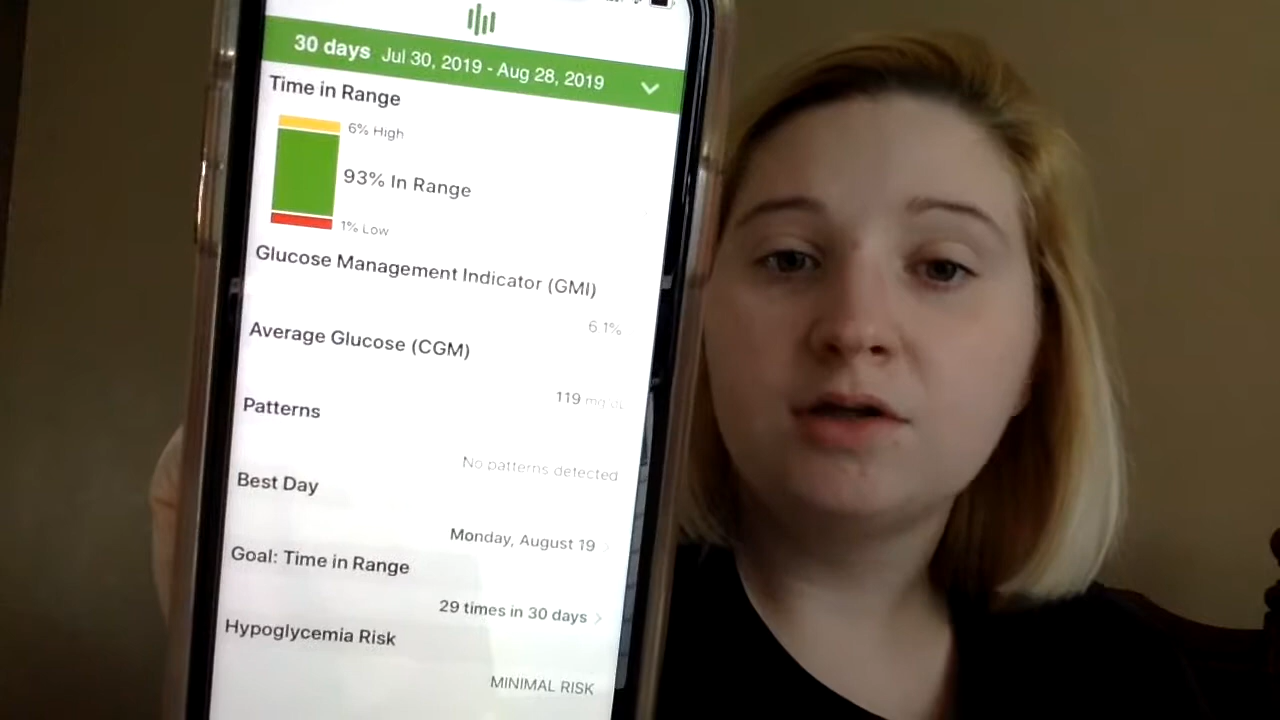 30 days Jul 30, 2019 - Aug 28, 2019
Time in Range
6% High
93% In Range
1% Low
Glucose Management Indicator (GMI)
6.1%
Average Glucose (CGM)
119 mg/dL
Patterns
No patterns detected
Best Day
Monday, August 19
Goal: Time in Range
29 times in 30 days
Hypoglycemia Risk
MINIMAL RISK